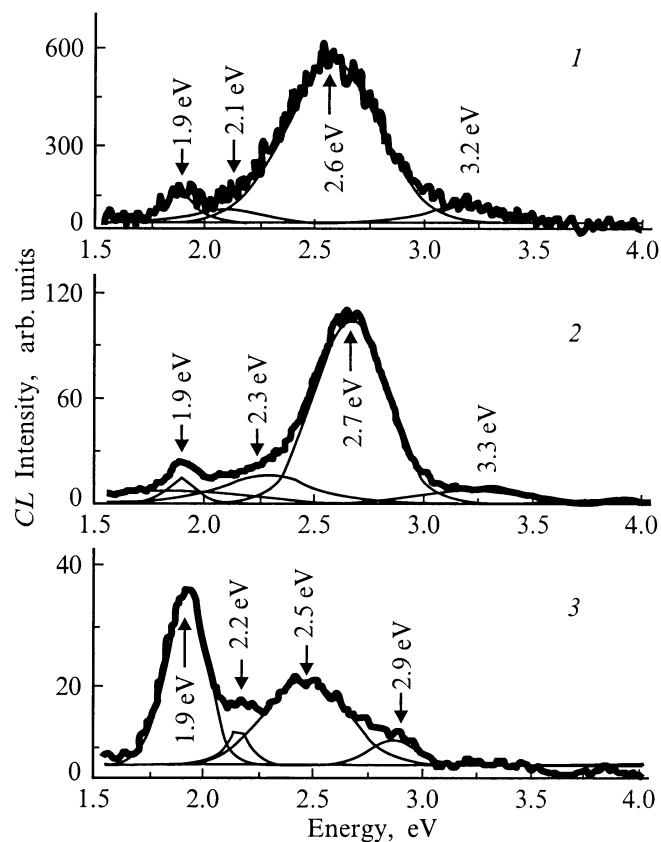 600
300
0
1.9 eV
2.1 eV
2.6 eV
3.2 eV
1
1.5 2.0 2.5 3.0 3.5 4.0
CL Intensity, arb. units
120
60
0
1.9 eV
2.3 eV
2.7 eV
3.3 eV
2
1.5 2.0 2.5 3.0 3.5 4.0
40
20
0
1.9 eV
2.2 eV
2.5 eV
2.9 eV
3
1.5 2.0 2.5 3.0 3.5 4.0
Energy, eV